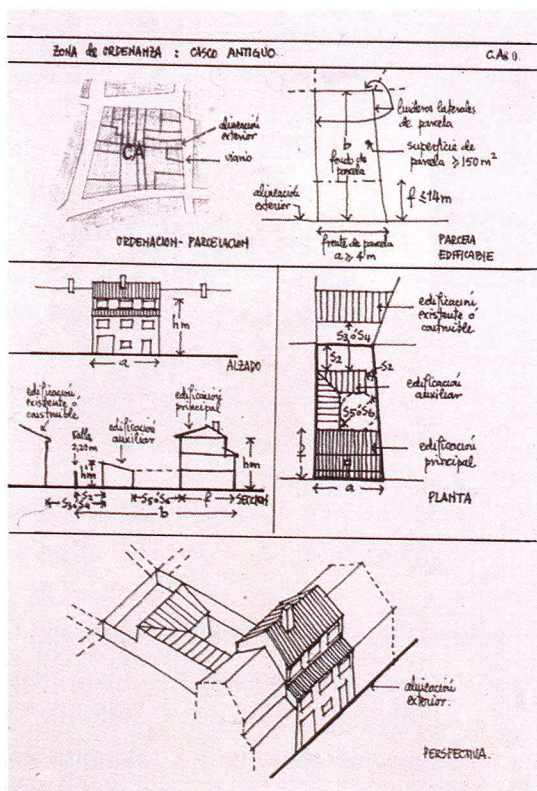 ZONA de ORDENANZA : CASCO ANTIGUO.
alineación
exterior
CA
viario
ORDENACION - PARCELACION
linderos laterales
de parcela
b
fondo de
parcela
superficie de
parcela ≥ 150 m²
f ≤ 14m
alineación
exterior
frente de parcela
a ≥ 4'm
PARCELA
EDIFICABLE
hm
a
ALZADO
edificación
existente ó
construible
valla
2,20m
edificación
auxiliar
edificación
principal
hm
hm
S2
S3 ó S4
S5 ó S6
f
b
SECCION
edificación
existente ó
construible
S3 ó S4
S2
S2
edificación
auxiliar
S5 ó S6
edificación
principal
f
a
PLANTA
alineación
exterior.
PERSPECTIVA.